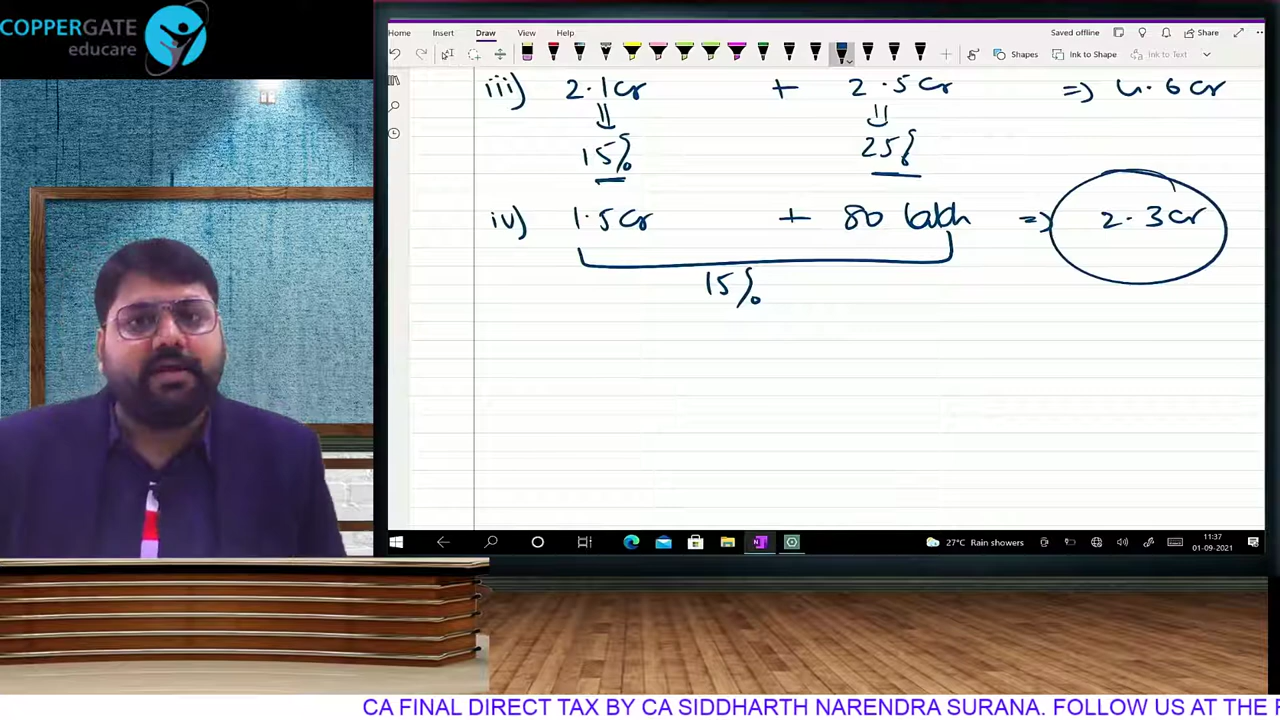 COPPERGATE
educare
Home Insert Draw View Help
Saved offline Share
Shapes Ink to Shape Ink to Text
iii) 2.1cr + 2.5cr => 4.6cr
15% 25%
iv) 1.5cr + 80 lakh => 2.3cr
15%
27°C Rain showers
11:37
01-09-2021
CA FINAL DIRECT TAX BY CA SIDDHARTH NARENDRA SURANA. FOLLOW US AT THE